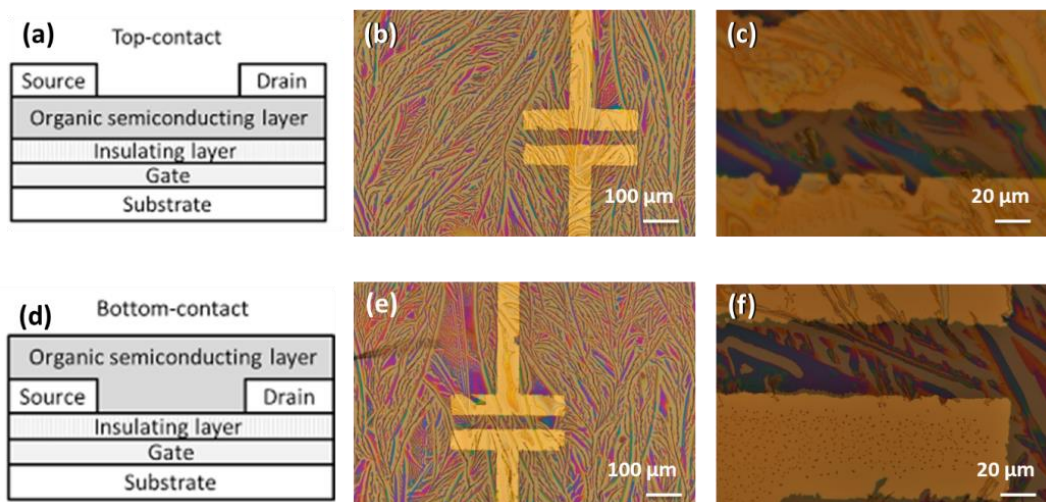 (a)
Top-contact
Source
Drain
Organic semiconducting layer
Insulating layer
Gate
Substrate
(b)
100 µm
(c)
20 µm
(d)
Bottom-contact
Organic semiconducting layer
Source
Drain
Insulating layer
Gate
Substrate
(e)
100 µm
(f)
20 µm